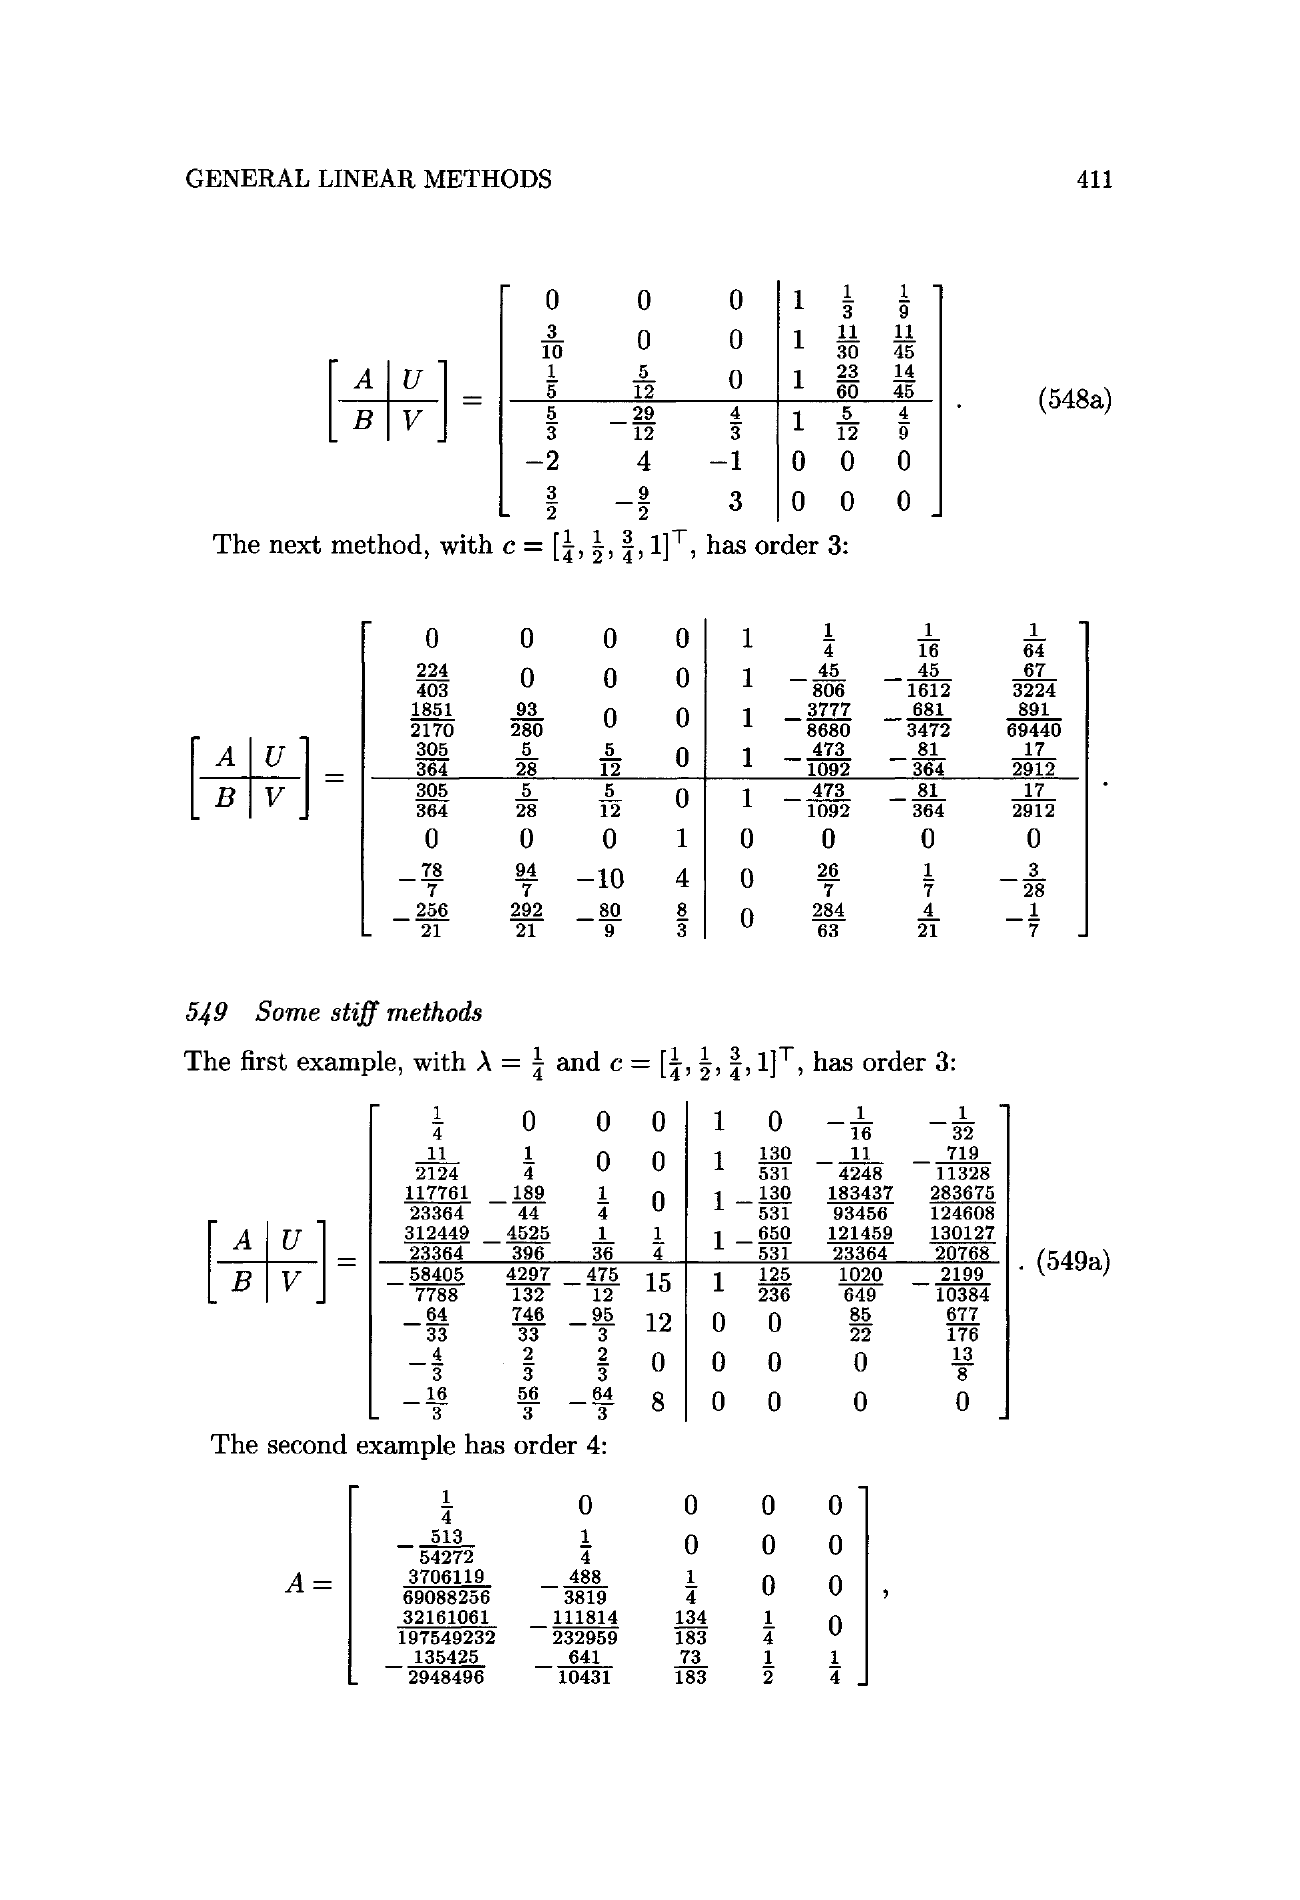 GENERAL LINEAR METHODS 411
0 0 0 1 1/3 1/9
3/10 0 0 1 11/30 11/45
1/5 5/12 0 1 23/60 14/45
[ A U ; B V ] = (548a)
5/3 −29/12 4/3 1 5/12 4/9
−2 4 −1 0 0 0
3/2 −9/2 3 0 0 0 .
The next method, with c = [1/4, 1/2, 3/4, 1]⊤, has order 3:
0 0 0 0 1 1/4 1/16 1/64
224/403 0 0 0 1 −45/806 −45/1612 67/3224
1851/2170 93/280 0 0 1 −3777/8680 −681/3472 891/69440
305/364 5/28 5/12 0 1 −473/1092 −81/364 17/2912
[ A U ; B V ] =
305/364 5/28 5/12 0 1 −473/1092 −81/364 17/2912
0 0 0 1 0 0 0 0
−78/7 94/7 −10 4 0 26/7 1/7 −3/28
−256/21 292/21 −80/9 8/3 0 284/63 4/21 −1/7 .
549 Some stiff methods
The first example, with λ = 1/4 and c = [1/4, 1/2, 3/4, 1]⊤, has order 3:
1/4 0 0 0 1 0 −1/16 −1/32
11/2124 1/4 0 0 1 130/531 −11/4248 −719/11328
117761/23364 −189/44 1/4 0 1 −130/531 183437/93456 283675/124608
312449/23364 −4525/396 1/36 1/4 1 −650/531 121459/23364 130127/20768
[ A U ; B V ] = . (549a)
−58405/7788 4297/132 −475/12 15 1 125/236 1020/649 −2199/10384
−64/33 746/33 −95/3 12 0 0 85/22 677/176
−4/3 2/3 2/3 0 0 0 0 13/8
−16/3 56/3 −64/3 8 0 0 0 0
The second example has order 4:
1/4 0 0 0 0
−513/54272 1/4 0 0 0
A = 3706119/69088256 −488/3819 1/4 0 0 ,
32161061/197549232 −111814/232959 134/183 1/4 0
−135425/2948496 −641/10431 73/183 1/2 1/4